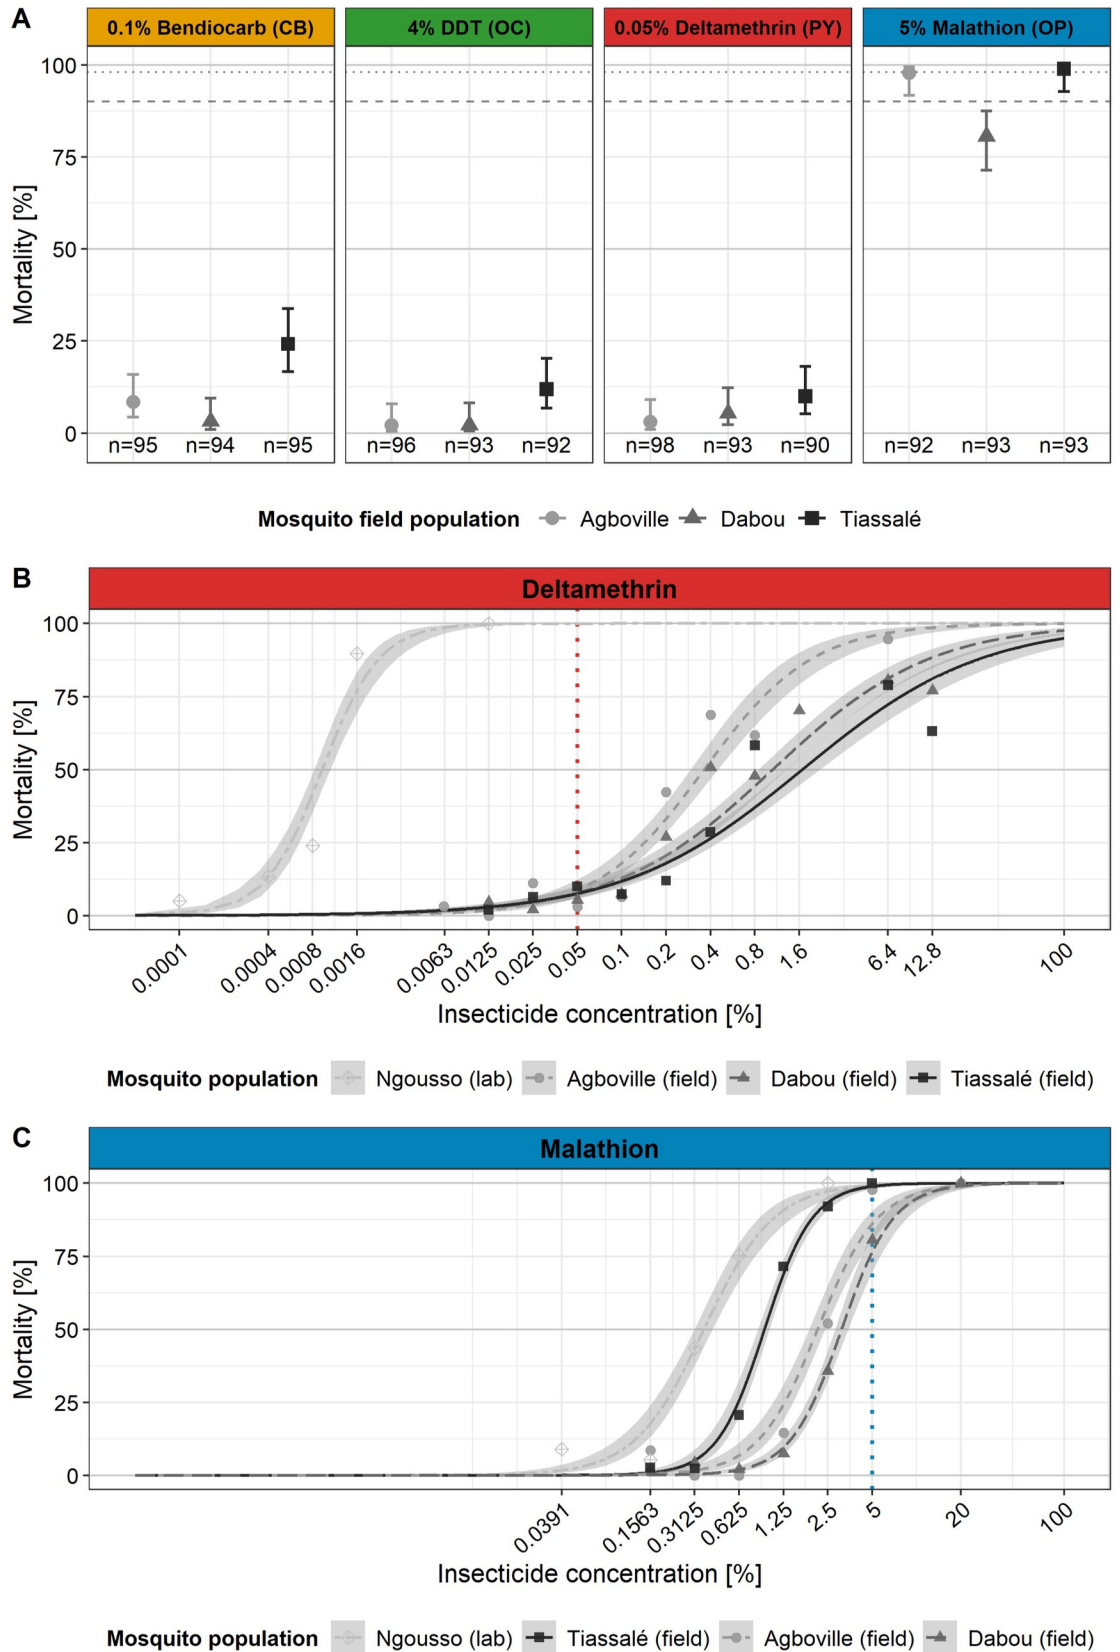 A
0.1% Bendiocarb (CB) 4% DDT (OC) 0.05% Deltamethrin (PY) 5% Malathion (OP)
100
75
50
25
0
Mortality [%]
n=95 n=94 n=95 n=96 n=93 n=92 n=98 n=93 n=90 n=92 n=93 n=93
Mosquito field population Agboville Dabou Tiassalé
B
Deltamethrin
100
75
50
25
0
Mortality [%]
0.0001 0.0004 0.0008 0.0016 0.0063 0.0125 0.025 0.05 0.1 0.2 0.4 0.8 1.6 6.4 12.8 100
Insecticide concentration [%]
Mosquito population Ngousso (lab) Agboville (field) Dabou (field) Tiassalé (field)
C
Malathion
100
75
50
25
0
Mortality [%]
0.0391 0.1563 0.3125 0.625 1.25 2.5 5 20 100
Insecticide concentration [%]
Mosquito population Ngousso (lab) Tiassalé (field) Agboville (field) Dabou (field)